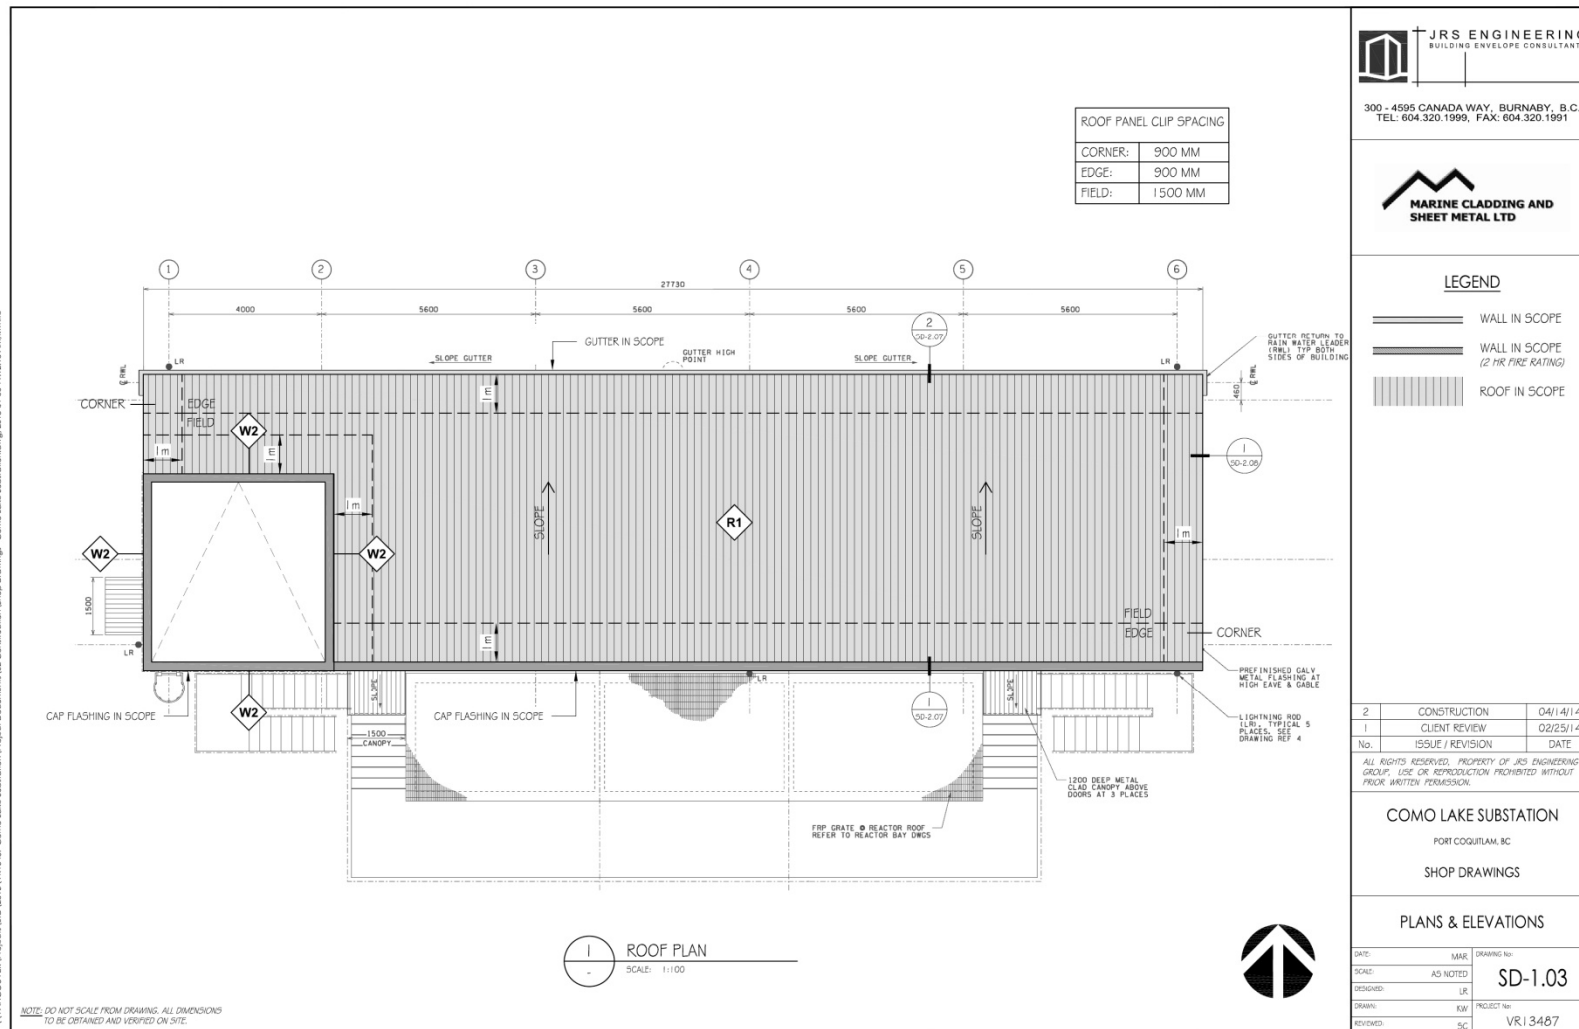 JRS ENGINEERING
BUILDING ENVELOPE CONSULTANT
300 - 4595 CANADA WAY, BURNABY, B.C.
TEL: 604.320.1999, FAX: 604.320.1991
MARINE CLADDING AND
SHEET METAL LTD
LEGEND
WALL IN SCOPE
WALL IN SCOPE
(2 HR FIRE RATING)
ROOF IN SCOPE
ROOF PANEL CLIP SPACING
CORNER: 900 MM
EDGE: 900 MM
FIELD: 1500 MM
1 2 3 4 5 6
27730
4000 5600 5600 5600 5600
GUTTER IN SCOPE
2
SD-2.07
GUTTER RETURN TO
RAIN WATER LEADER
(RWL) TYP BOTH
SIDES OF BUILDING
LR
SLOPE GUTTER
GUTTER HIGH
POINT
SLOPE GUTTER
LR
RWL
RWL
460
CORNER
EDGE
FIELD
1m
W2
1m
1m
1m
1
SD-2.08
SLOPE
R1
SLOPE
1m
W2
W2
1500
FIELD
EDGE
CORNER
1m
LR
PREFINISHED GALV
METAL FLASHING AT
HIGH EAVE & GABLE
SLOPE
LR
SLOPE
CAP FLASHING IN SCOPE
W2
CAP FLASHING IN SCOPE
1
SD-2.07
LIGHTNING ROD
(LR), TYPICAL 5
PLACES, SEE
DRAWING REF 4
1500
CANOPY
1200 DEEP METAL
CLAD CANOPY ABOVE
DOORS AT 3 PLACES
FRP GRATE @ REACTOR ROOF
REFER TO REACTOR BAY DWGS
1
-
ROOF PLAN
SCALE: 1:100
NOTE: DO NOT SCALE FROM DRAWING. ALL DIMENSIONS
TO BE OBTAINED AND VERIFIED ON SITE.
2 CONSTRUCTION 04/14/14
1 CLIENT REVIEW 02/25/14
No. ISSUE / REVISION DATE
ALL RIGHTS RESERVED, PROPERTY OF JRS ENGINEERING
GROUP, USE OR REPRODUCTION PROHIBITED WITHOUT
PRIOR WRITTEN PERMISSION.
COMO LAKE SUBSTATION
PORT COQUITLAM, BC
SHOP DRAWINGS
PLANS & ELEVATIONS
DATE: MAR. DRAWING No:
SCALE: AS NOTED SD-1.03
DESIGNED: LR
DRAWN: KW PROJECT No:
REVIEWED: SC VR13487